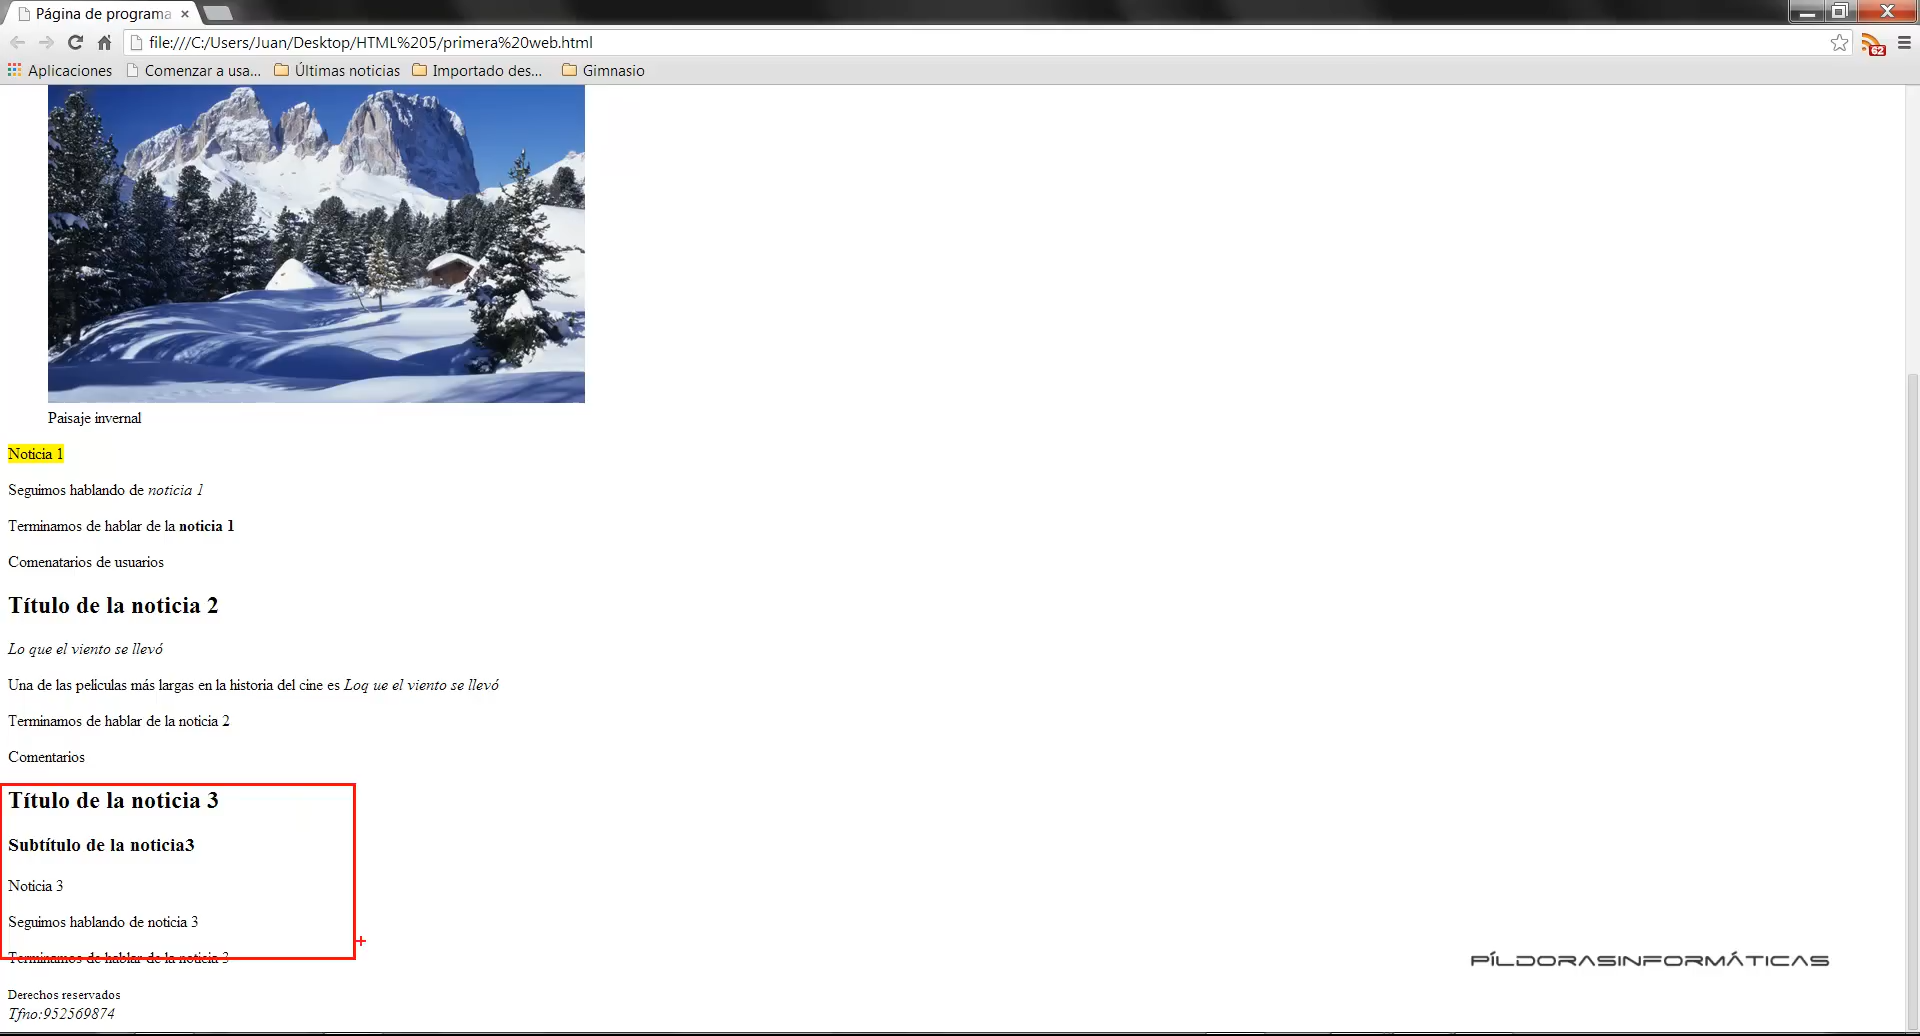 Página de programa
file:///C:/Users/Juan/Desktop/HTML%205/primera%20web.html
62
Aplicaciones Comenzar a usa... Últimas noticias Importado des... Gimnasio
Paisaje invernal
Noticia 1
Seguimos hablando de noticia 1
Terminamos de hablar de la noticia 1
Comenatarios de usuarios
Título de la noticia 2
Lo que el viento se llevó
Una de las películas más largas en la historia del cine es Loq ue el viento se llevó
Terminamos de hablar de la noticia 2
Comentarios
Título de la noticia 3
Subtítulo de la noticia3
Noticia 3
Seguimos hablando de noticia 3
Terminamos de hablar de la noticia 3
PÍLDORASINFORMÁTICAS
Derechos reservados
Tfno:952569874